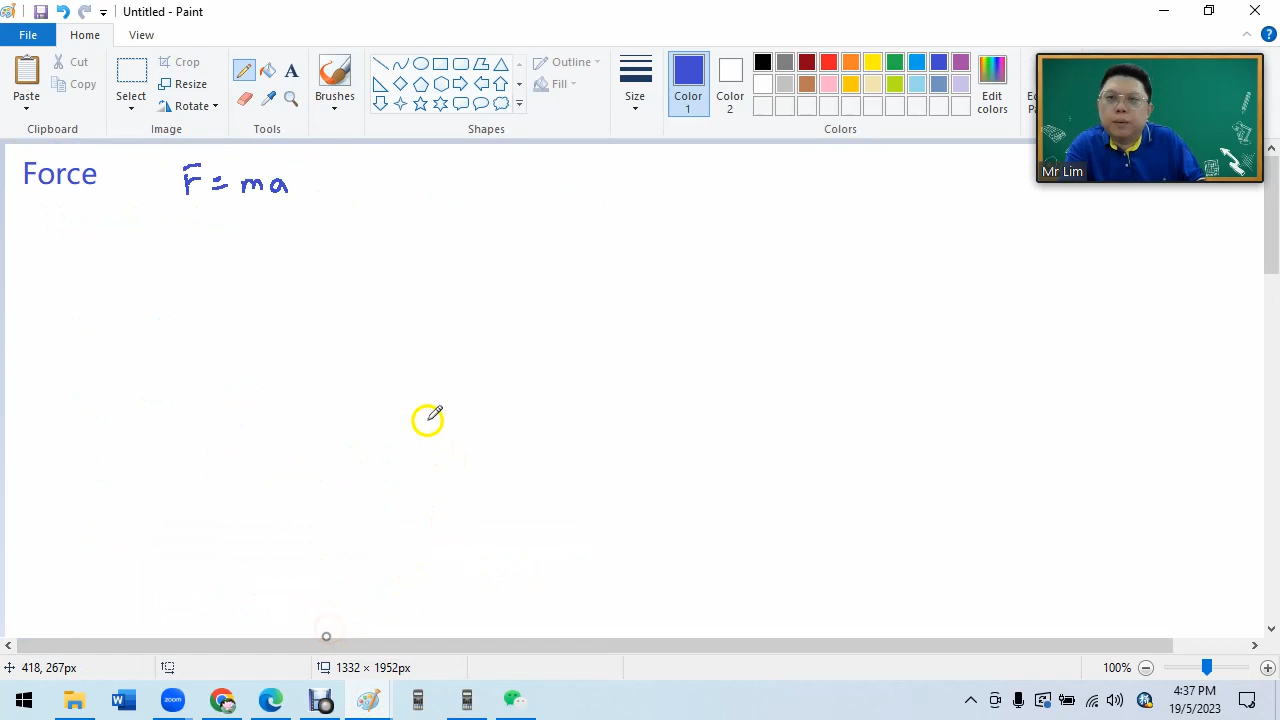 Untitled - Paint
File
Home
View
Paste
Cut
Copy
Clipboard
Select
Crop
Resize
Rotate
Image
Tools
Brushes
Shapes
Outline
Fill
Size
Color 1
Color 2
Edit colors
Colors
Mr Lim
Force F = ma
418, 267px
1332 × 1952px
100%
zoom
4:37 PM
19/5/2023